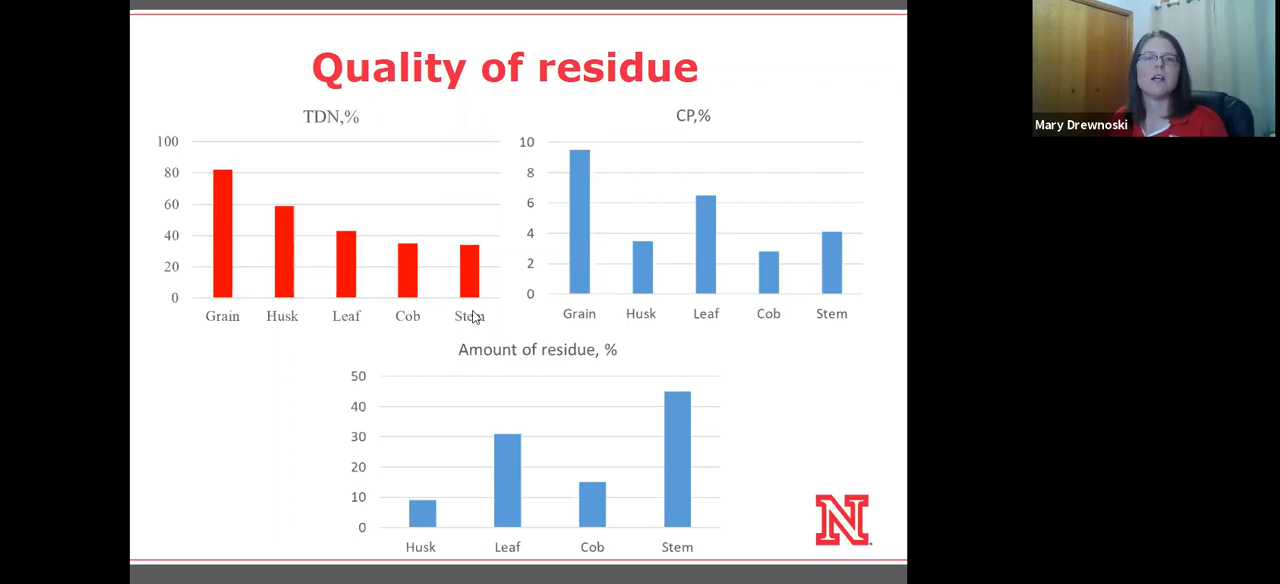 Quality of residue
TDN,%
100
80
60
40
20
0
Grain Husk Leaf Cob Stem
CP,%
10
8
6
4
2
0
Grain Husk Leaf Cob Stem
Amount of residue, %
50
40
30
20
10
0
Husk Leaf Cob Stem
N
Mary Drewnoski